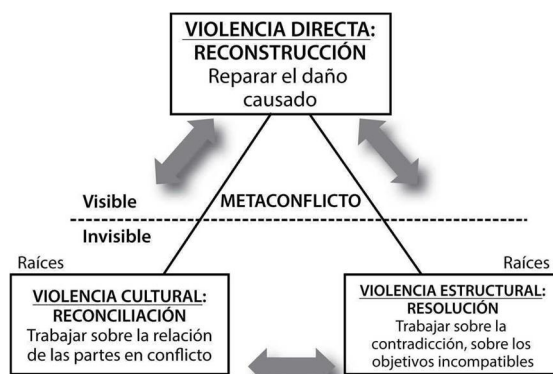 VIOLENCIA DIRECTA:
RECONSTRUCCIÓN
Reparar el daño
causado
Visible
METACONFLICTO
Invisible
Raíces
Raíces
VIOLENCIA CULTURAL:
RECONCILIACIÓN
Trabajar sobre la relación
de las partes en conflicto
VIOLENCIA ESTRUCTURAL:
RESOLUCIÓN
Trabajar sobre la
contradicción, sobre los
objetivos incompatibles